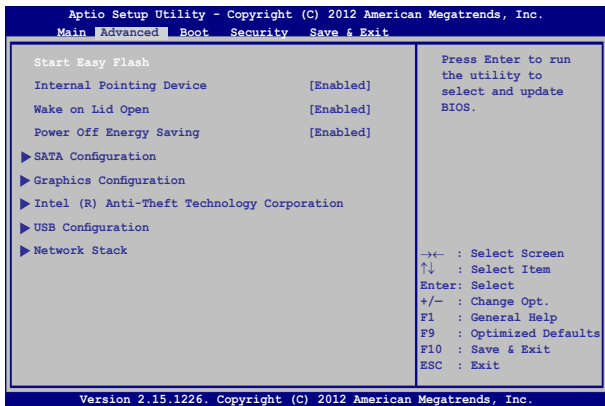 Aptio Setup Utility - Copyright (C) 2012 American Megatrends, Inc.
Main Advanced Boot Security Save & Exit
Start Easy Flash
Internal Pointing Device [Enabled]
Wake on Lid Open [Enabled]
Power Off Energy Saving [Enabled]
SATA Configuration
Graphics Configuration
Intel (R) Anti-Theft Technology Corporation
USB Configuration
Network Stack
Press Enter to run
the utility to
select and update
BIOS.
→← : Select Screen
↑↓ : Select Item
Enter: Select
+/— : Change Opt.
F1 : General Help
F9 : Optimized Defaults
F10 : Save & Exit
ESC : Exit
Version 2.15.1226. Copyright (C) 2012 American Megatrends, Inc.